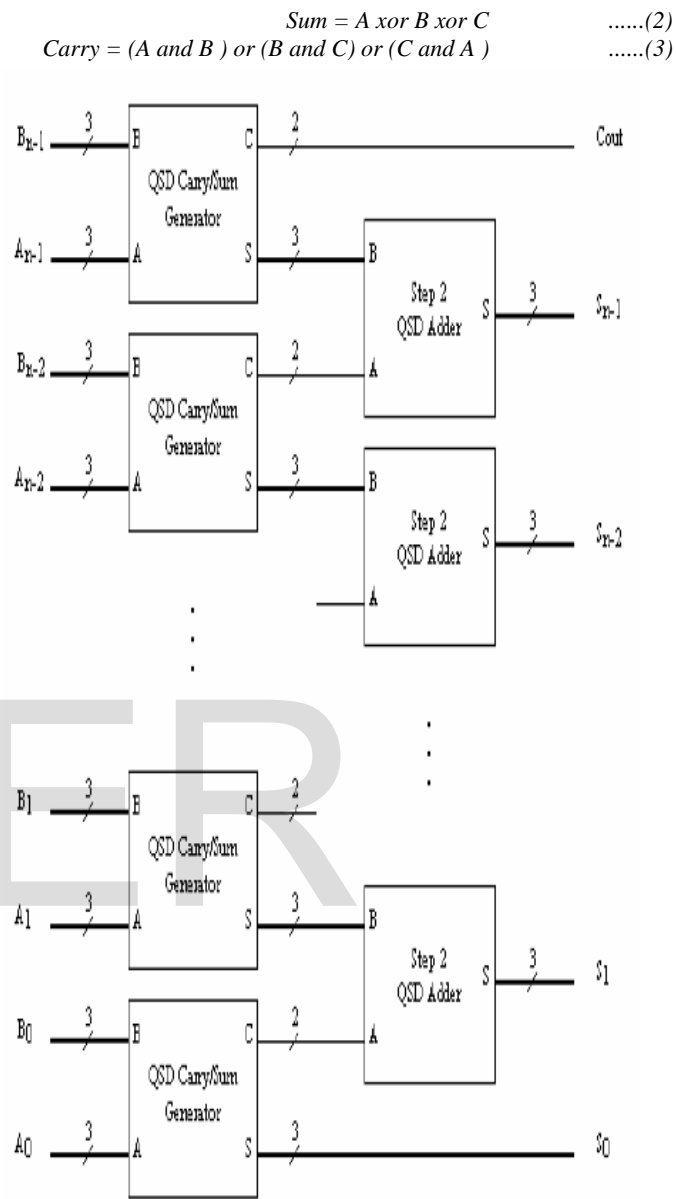 Sum = A xor B xor C ......(2)
Carry = (A and B ) or (B and C) or (C and A ) ......(3)
Bn-1 3 B C 2 Cout
QSD Carry/Sum
Generator
An-1 3 A S 3 B
Step 2
QSD Adder
S 3 Sn-1
Bn-2 3 B C 2 A
QSD Carry/Sum
Generator
An-2 3 A S 3 B
Step 2
QSD Adder
S 3 Sn-2
A
ER
B1 3 B C 2
QSD Carry/Sum
Generator
A1 3 A S 3 B
Step 2
QSD Adder
S 3 S1
B0 3 B C 2 A
QSD Carry/Sum
Generator
A0 3 A S 3 S0